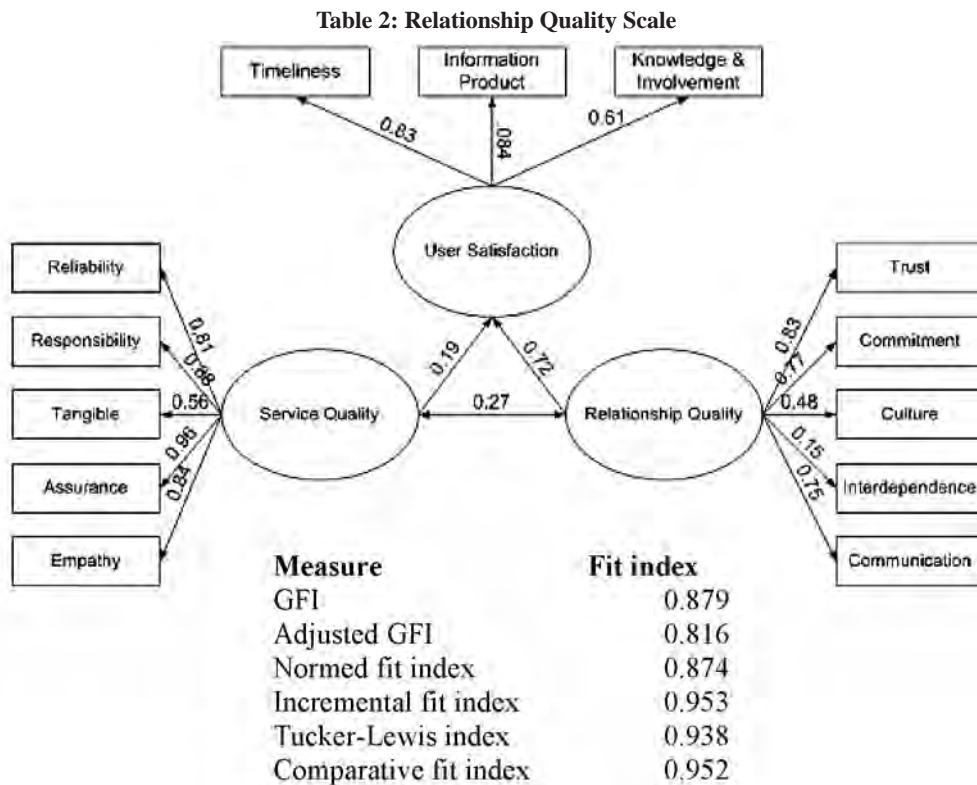 Table 2: Relationship Quality Scale
Timeliness
Information
Product
Knowledge &
Involvement
0.83
.084
0.61
User Satisfaction
Reliability
Responsibility
Tangible
Assurance
Empathy
0.81
0.88
0.56
0.96
0.84
Service Quality
0.19
0.72
0.27
Relationship Quality
0.83
0.77
0.48
0.15
0.75
Trust
Commitment
Culture
Interdependence
Communication
Measure Fit index
GFI 0.879
Adjusted GFI 0.816
Normed fit index 0.874
Incremental fit index 0.953
Tucker-Lewis index 0.938
Comparative fit index 0.952